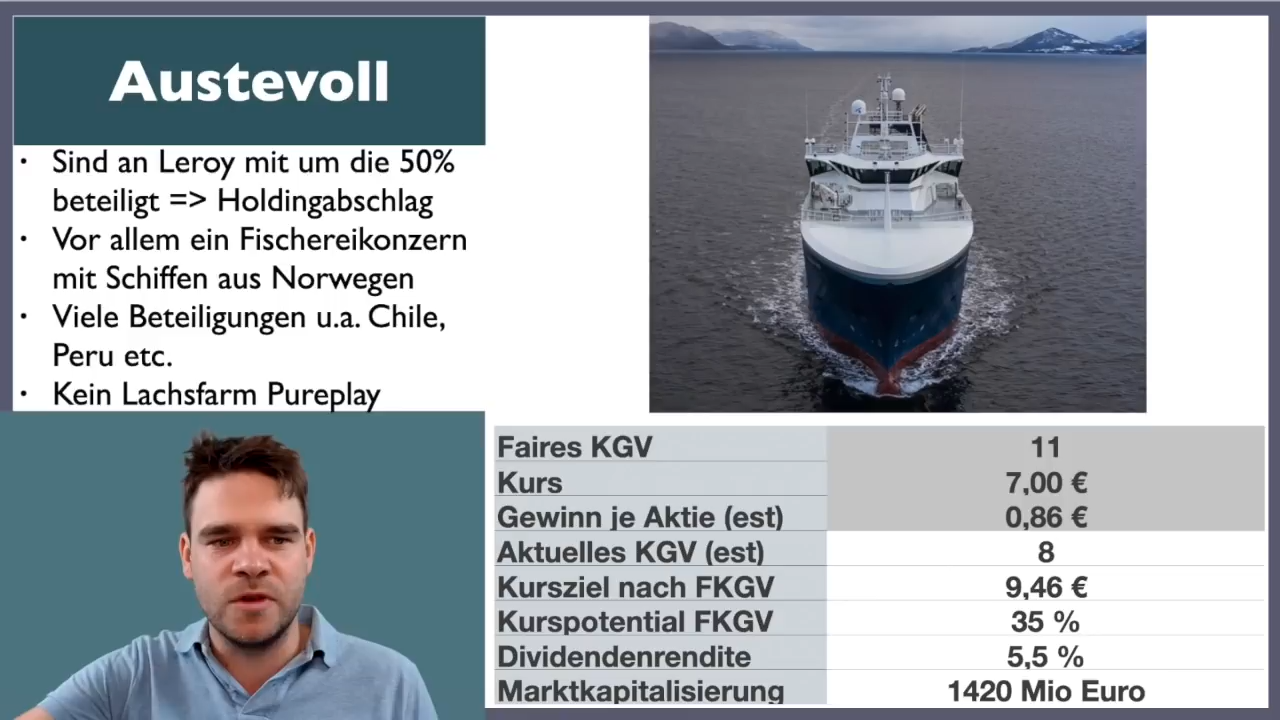 Austevoll
• Sind an Leroy mit um die 50%
beteiligt => Holdingabschlag
• Vor allem ein Fischereikonzern
mit Schiffen aus Norwegen
• Viele Beteiligungen u.a. Chile,
Peru etc.
• Kein Lachsfarm Pureplay
Faires KGV 11
Kurs 7,00 €
Gewinn je Aktie (est) 0,86 €
Aktuelles KGV (est) 8
Kursziel nach FKGV 9,46 €
Kurspotential FKGV 35 %
Dividendenrendite 5,5 %
Marktkapitalisierung 1420 Mio Euro